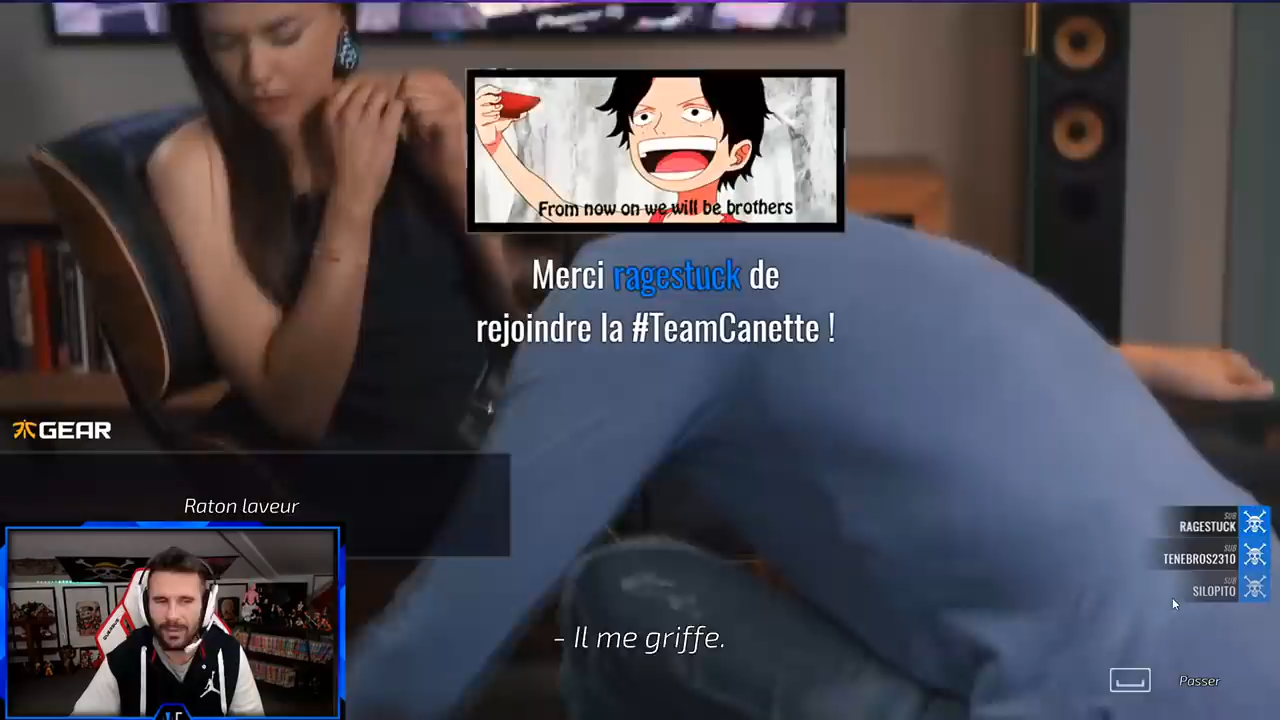 From now on we will be brothers
Merci ragestuck de
rejoindre la #TeamCanette !
GEAR
Raton laveur
SUB
RAGESTUCK
SUB
TENEBROS2310
SUB
SILOPITO
- Il me griffe.
Passer